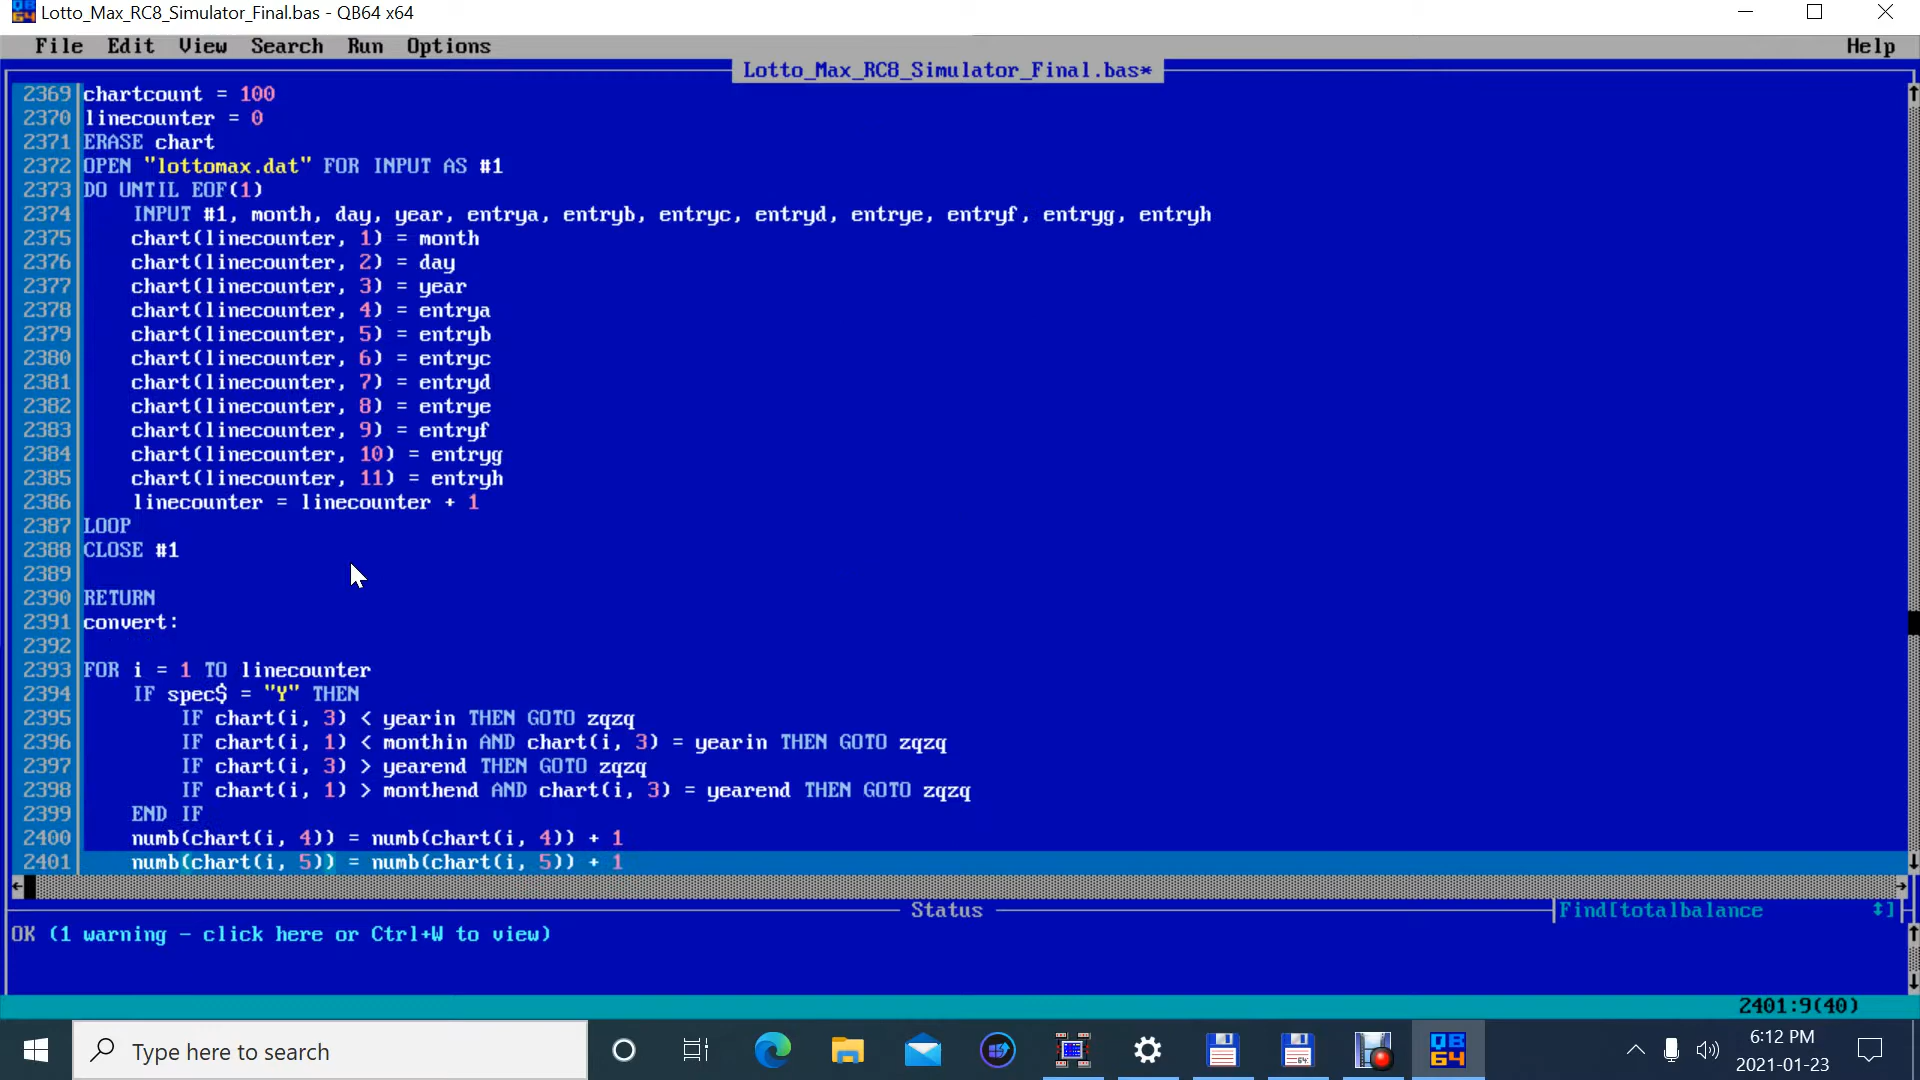 Lotto_Max_RC8_Simulator_Final.bas - QB64 x64
File Edit View Search Run Options Help
Lotto_Max_RC8_Simulator_Final.bas*
2369 chartcount = 100
2370 linecounter = 0
2371 ERASE chart
2372 OPEN "lottomax.dat" FOR INPUT AS #1
2373 DO UNTIL EOF(1)
2374 INPUT #1, month, day, year, entrya, entryb, entryc, entryd, entrye, entryf, entryg, entryh
2375 chart(linecounter, 1) = month
2376 chart(linecounter, 2) = day
2377 chart(linecounter, 3) = year
2378 chart(linecounter, 4) = entrya
2379 chart(linecounter, 5) = entryb
2380 chart(linecounter, 6) = entryc
2381 chart(linecounter, 7) = entryd
2382 chart(linecounter, 8) = entrye
2383 chart(linecounter, 9) = entryf
2384 chart(linecounter, 10) = entryg
2385 chart(linecounter, 11) = entryh
2386 linecounter = linecounter + 1
2387 LOOP
2388 CLOSE #1
2389
2390 RETURN
2391 convert:
2392
2393 FOR i = 1 TO linecounter
2394 IF spec$ = "Y" THEN
2395 IF chart(i, 3) < yearin THEN GOTO zqzq
2396 IF chart(i, 1) < monthin AND chart(i, 3) = yearin THEN GOTO zqzq
2397 IF chart(i, 3) > yearend THEN GOTO zqzq
2398 IF chart(i, 1) > monthend AND chart(i, 3) = yearend THEN GOTO zqzq
2399 END IF
2400 numb(chart(i, 4)) = numb(chart(i, 4)) + 1
2401 numb(chart(i, 5)) = numb(chart(i, 5)) + 1
Status
Find[totalbalance ]
OK (1 warning - click here or Ctrl+W to view)
2401:9(40)
Type here to search
QB
64
6:12 PM
2021-01-23